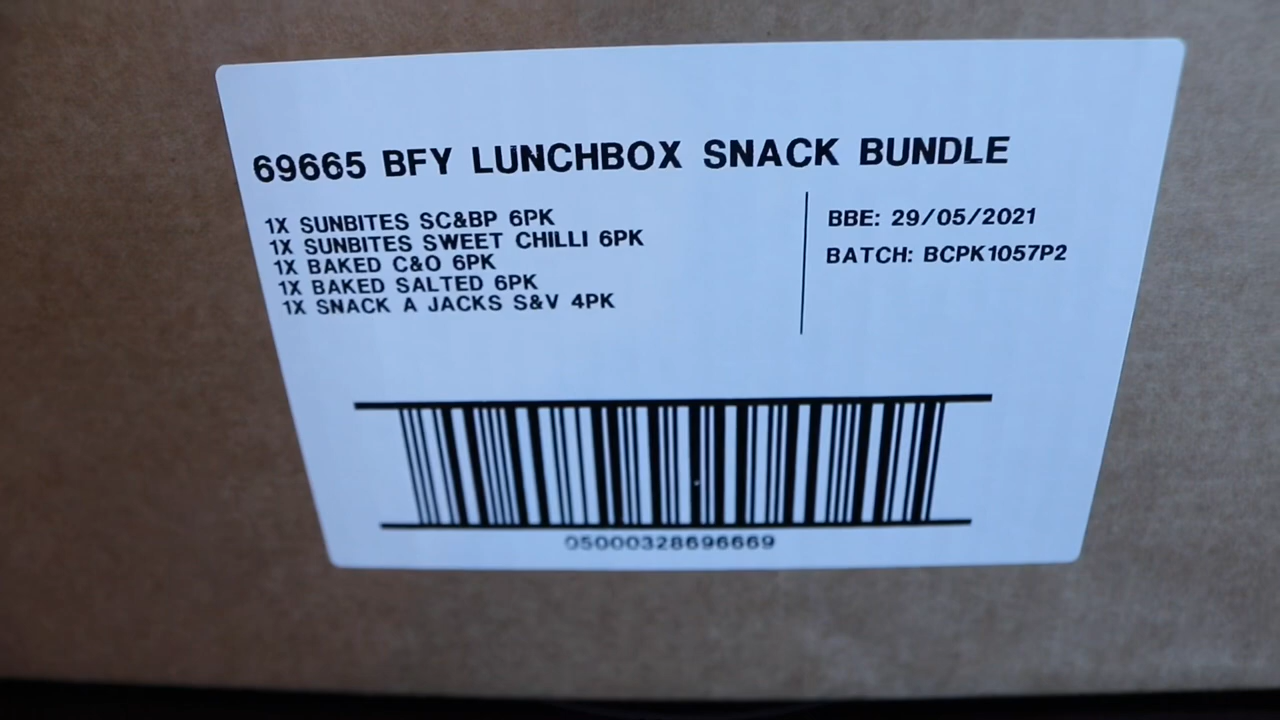 69665 BFY LUNCHBOX SNACK BUNDLE
1X SUNBITES SC&BP 6PK
1X SUNBITES SWEET CHILLI 6PK
1X BAKED C&O 6PK
1X BAKED SALTED 6PK
1X SNACK A JACKS S&V 4PK
BBE: 29/05/2021
BATCH: BCPK1057P2
05000328696669